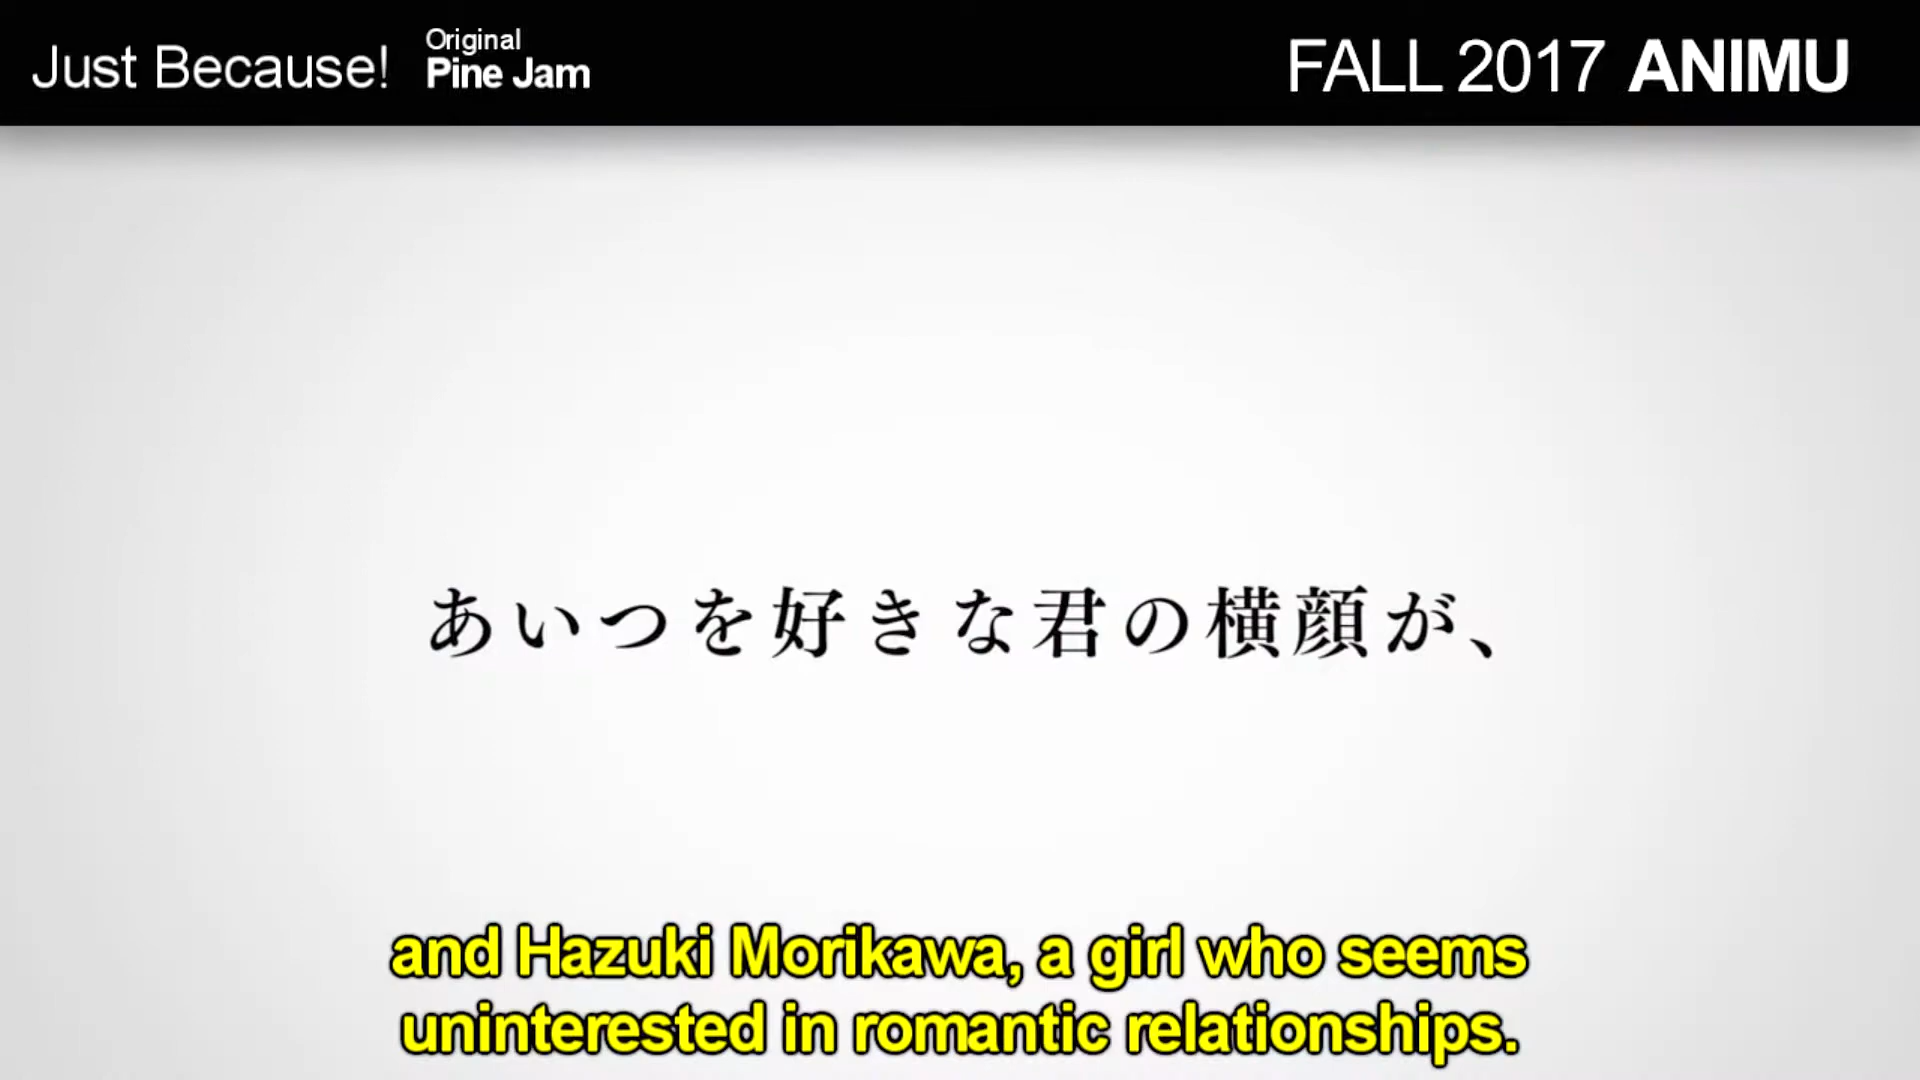 Just Because!
Original
Pine Jam
FALL 2017 ANIMU
あいつを好きな君の横顔が、
and Hazuki Morikawa, a girl who seems
uninterested in romantic relationships.